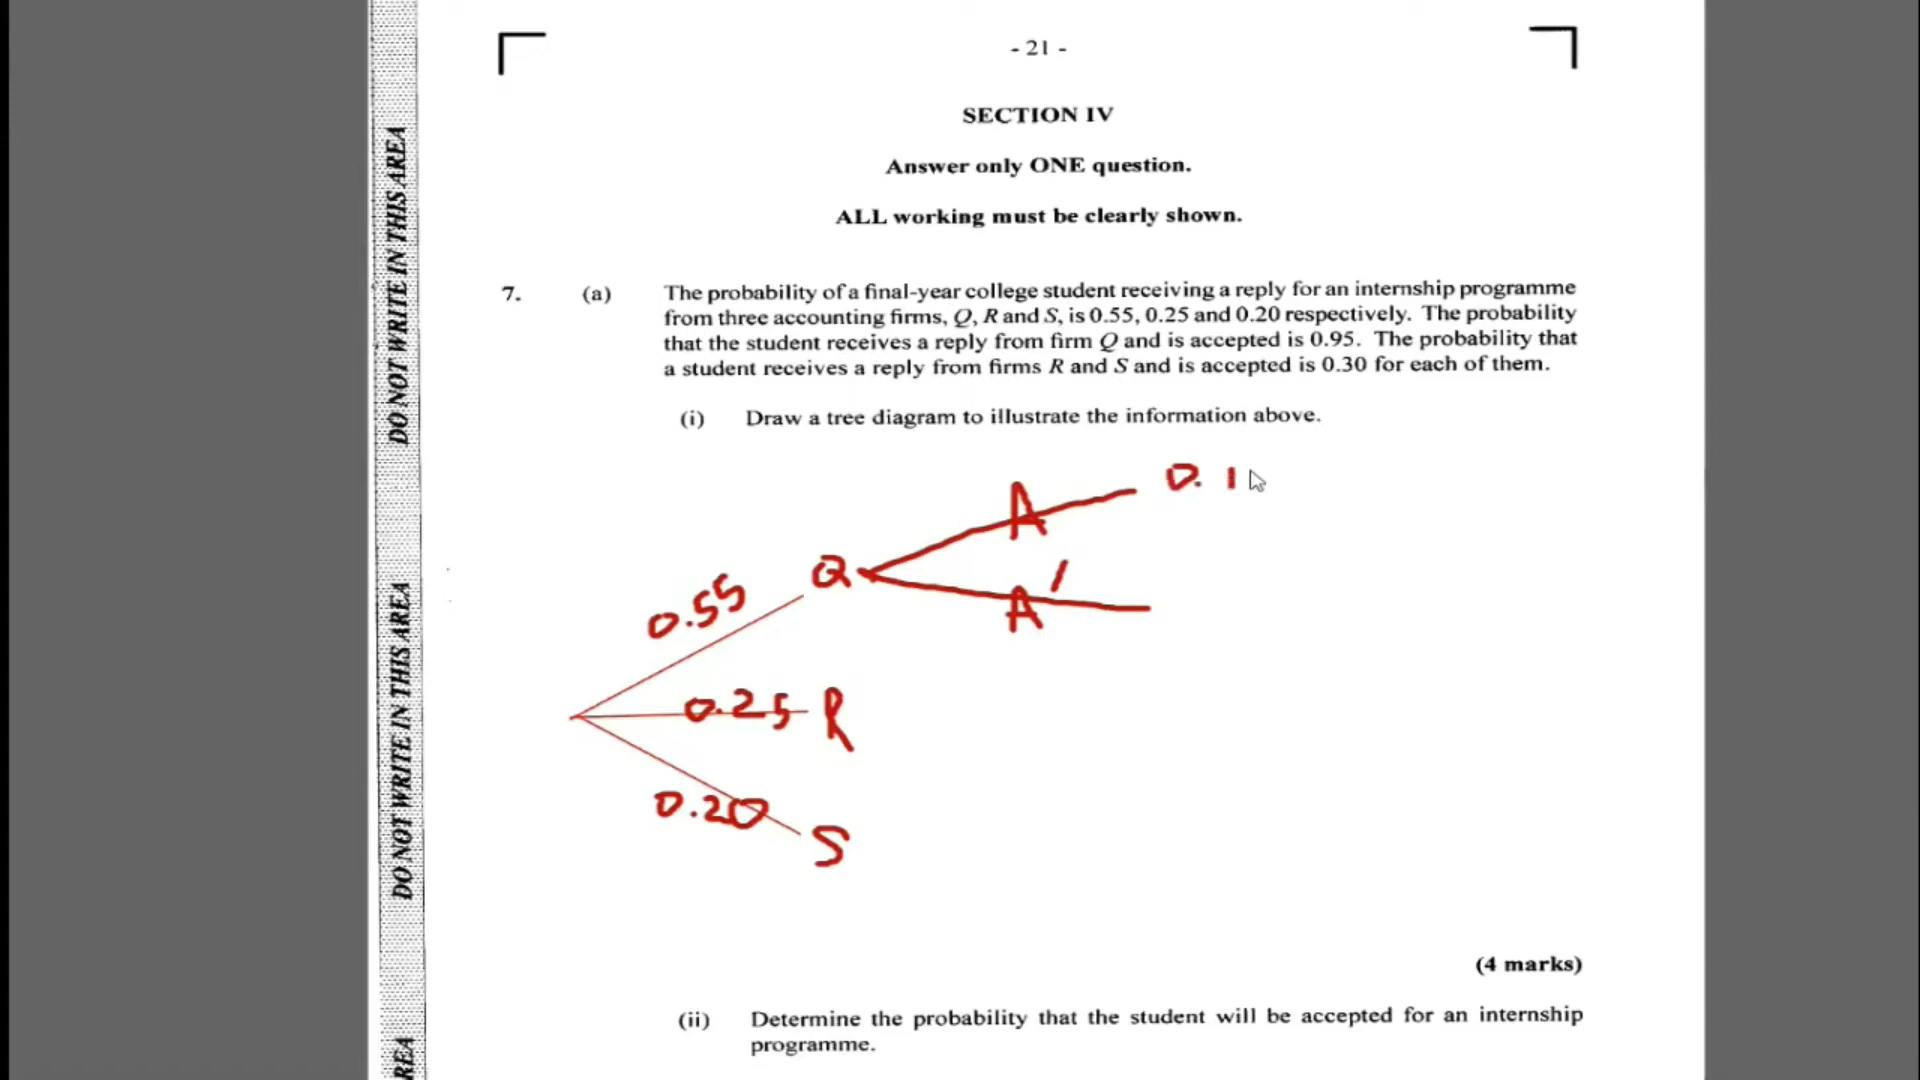 - 21 -
SECTION IV
Answer only ONE question.
ALL working must be clearly shown.
7. (a) The probability of a final-year college student receiving a reply for an internship programme
from three accounting firms, Q, R and S, is 0.55, 0.25 and 0.20 respectively. The probability
that the student receives a reply from firm Q and is accepted is 0.95. The probability that
a student receives a reply from firms R and S and is accepted is 0.30 for each of them.
(i) Draw a tree diagram to illustrate the information above.
A 0.1
0.55 Q
A'
0.25 R
0.20 S
(4 marks)
(ii) Determine the probability that the student will be accepted for an internship
programme.
DO NOT WRITE IN THIS AREA
DO NOT WRITE IN THIS AREA
REA